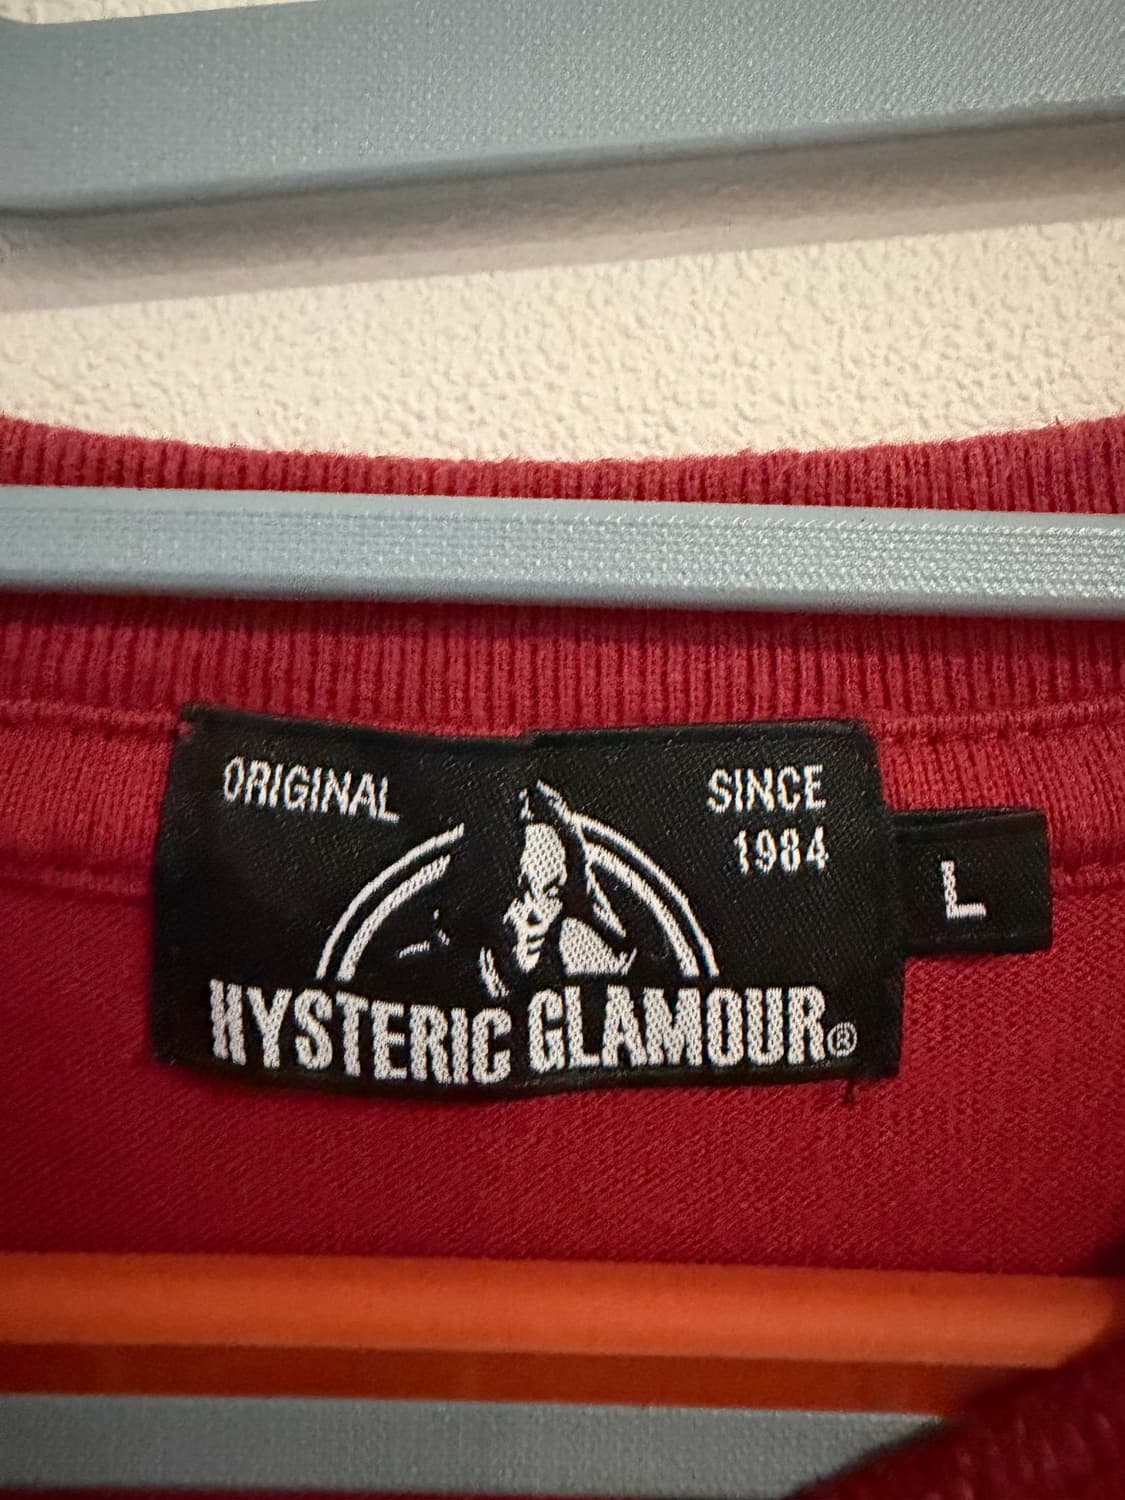 ORIGINAL
SINCE
1984
L
HYSTERIC GLAMOUR®